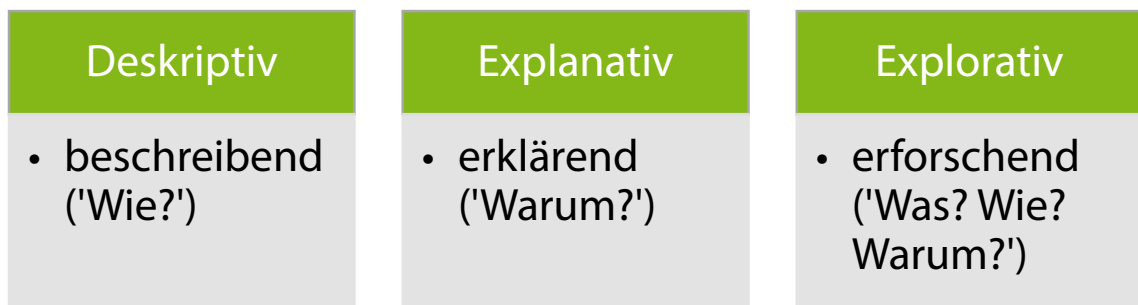 Deskriptiv
• beschreibend
('Wie?')
Explanativ
• erklärend
('Warum?')
Explorativ
• erforschend
('Was? Wie?
Warum?')